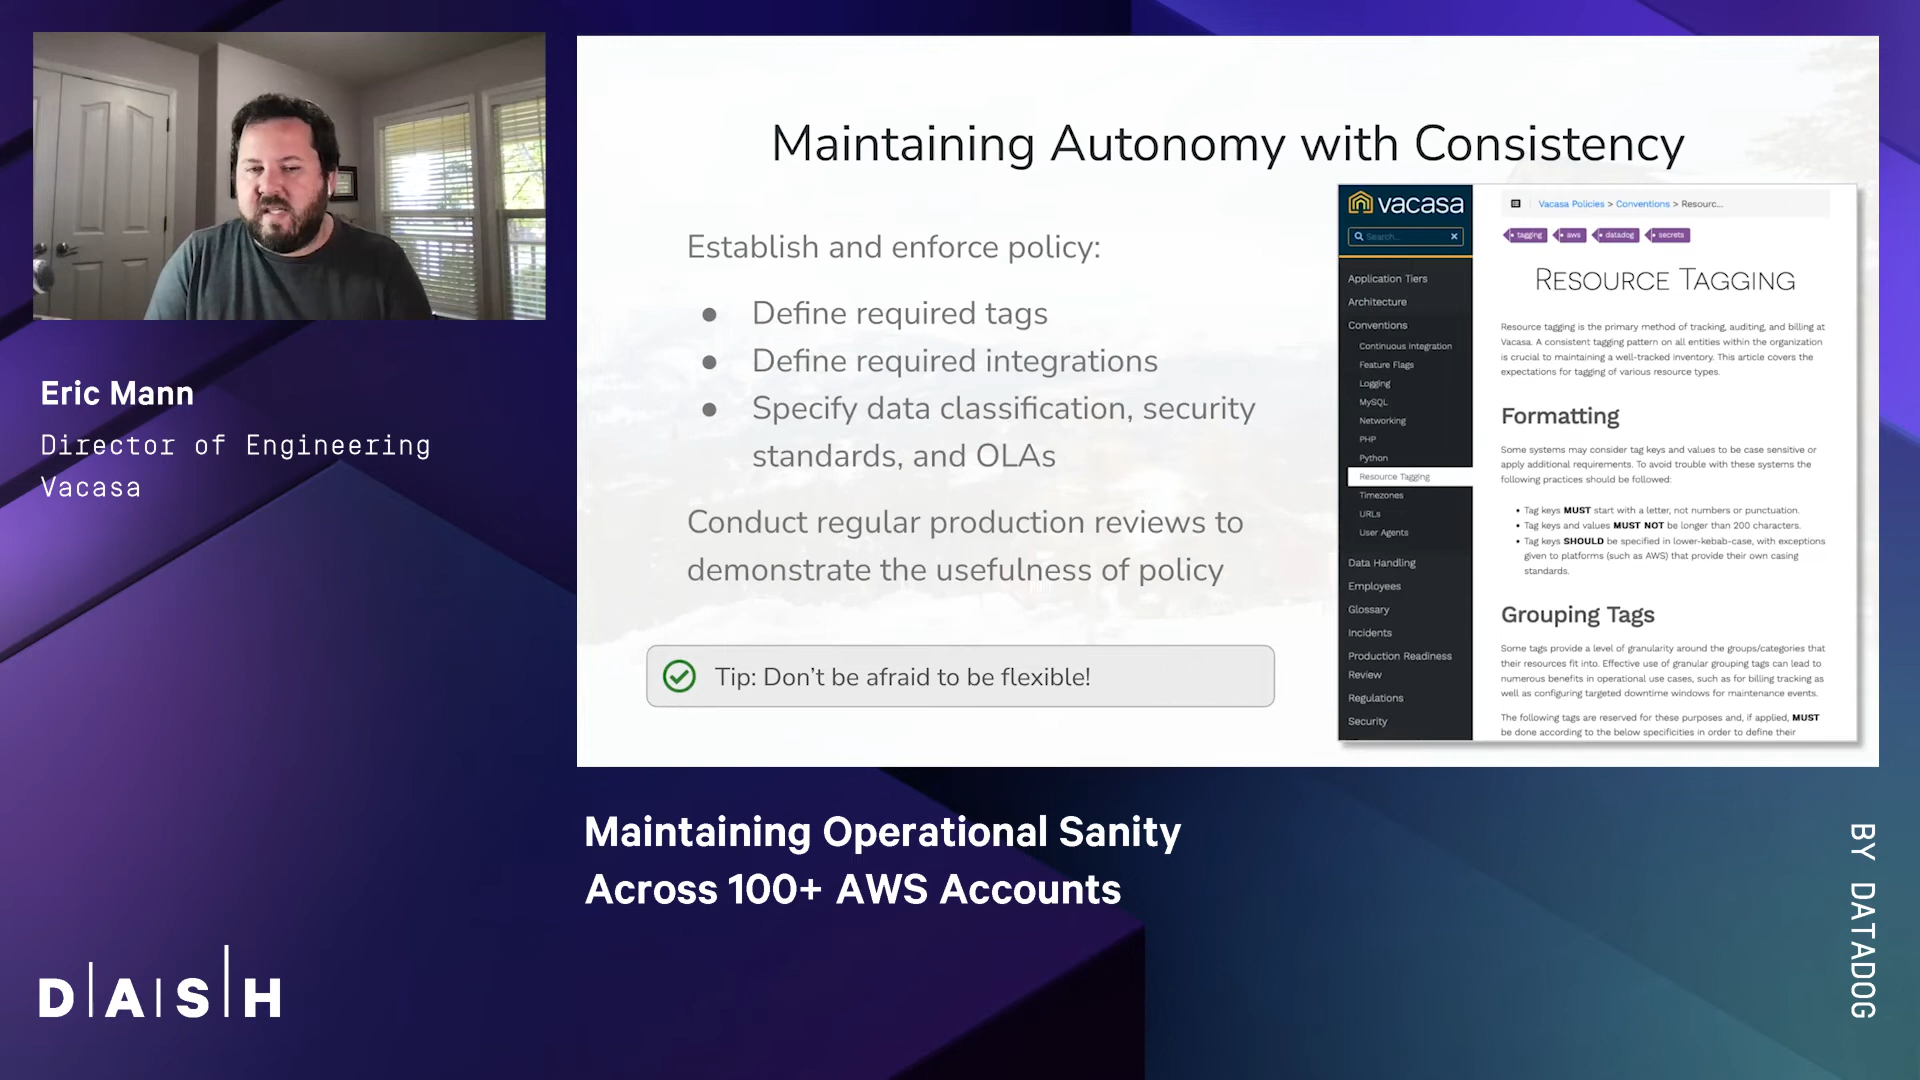 Eric Mann
Director of Engineering
Vacasa
Maintaining Autonomy with Consistency
Establish and enforce policy:
● Define required tags
● Define required integrations
● Specify data classification, security
standards, and OLAs
Conduct regular production reviews to
demonstrate the usefulness of policy
Tip: Don't be afraid to be flexible!
vacasa
Search...
Application Tiers
Architecture
Conventions
Continuous Integration
Feature Flags
Logging
MySQL
Networking
PHP
Python
Resource Tagging
Timezones
URLs
User Agents
Data Handling
Employees
Glossary
Incidents
Production Readiness
Review
Regulations
Security
Vacasa Policies > Conventions > Resourc...
tagging aws datadog secrets
RESOURCE TAGGING
Resource tagging is the primary method of tracking, auditing, and billing at
Vacasa. A consistent tagging pattern on all entities within the organization
is crucial to maintaining a well-tracked inventory. This article covers the
expectations for tagging of various resource types.
Formatting
Some systems may consider tag keys and values to be case sensitive or
apply additional requirements. To avoid trouble with these systems the
following practices should be followed:
• Tag keys MUST start with a letter, not numbers or punctuation.
• Tag keys and values MUST NOT be longer than 200 characters.
• Tag keys SHOULD be specified in lower-kebab-case, with exceptions
given to platforms (such as AWS) that provide their own casing
standards.
Grouping Tags
Some tags provide a level of granularity around the groups/categories that
their resources fit into. Effective use of granular grouping tags can lead to
numerous benefits in operational use cases, such as for billing tracking as
well as configuring targeted downtime windows for maintenance events.
The following tags are reserved for these purposes and, if applied, MUST
be done according to the below specificities in order to define their
Maintaining Operational Sanity
Across 100+ AWS Accounts
DASH
BY DATADOG